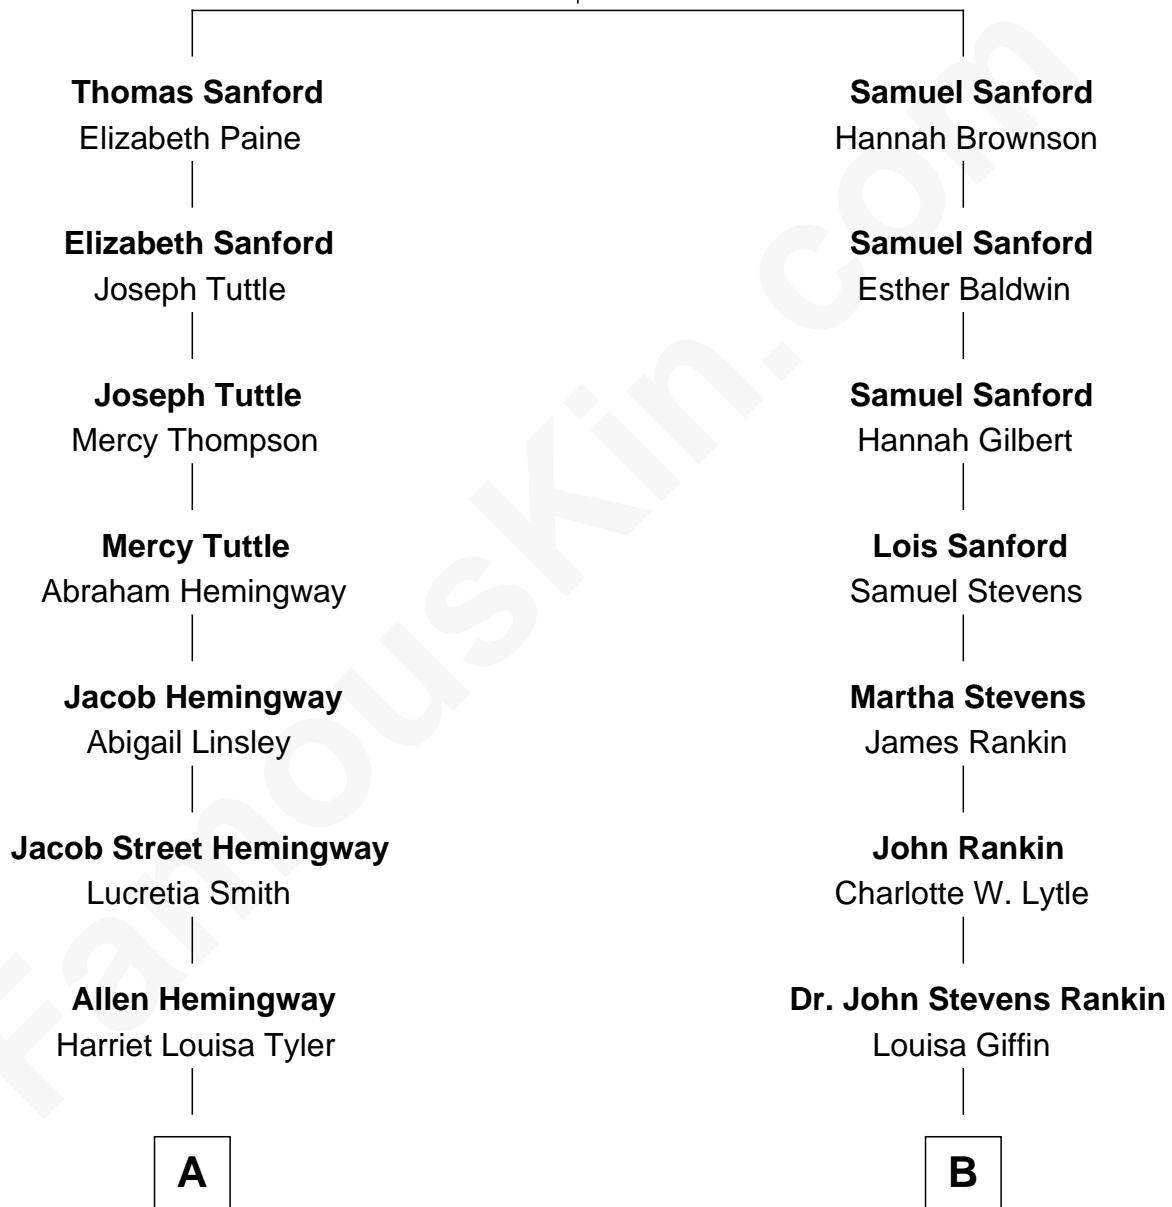 Thomas Sanford
Elizabeth Paine
Elizabeth Sanford
Joseph Tuttle
Joseph Tuttle
Mercy Thompson
Mercy Tuttle
Abraham Hemingway
Jacob Hemingway
Abigail Linsley
Jacob Street Hemingway
Lucretia Smith
Allen Hemingway
Harriet Louisa Tyler
A
Samuel Sanford
Hannah Brownson
Samuel Sanford
Esther Baldwin
Samuel Sanford
Hannah Gilbert
Lois Sanford
Samuel Stevens
Martha Stevens
James Rankin
John Rankin
Charlotte W. Lytle
Dr. John Stevens Rankin
Louisa Giffin
B
FamousKin.com